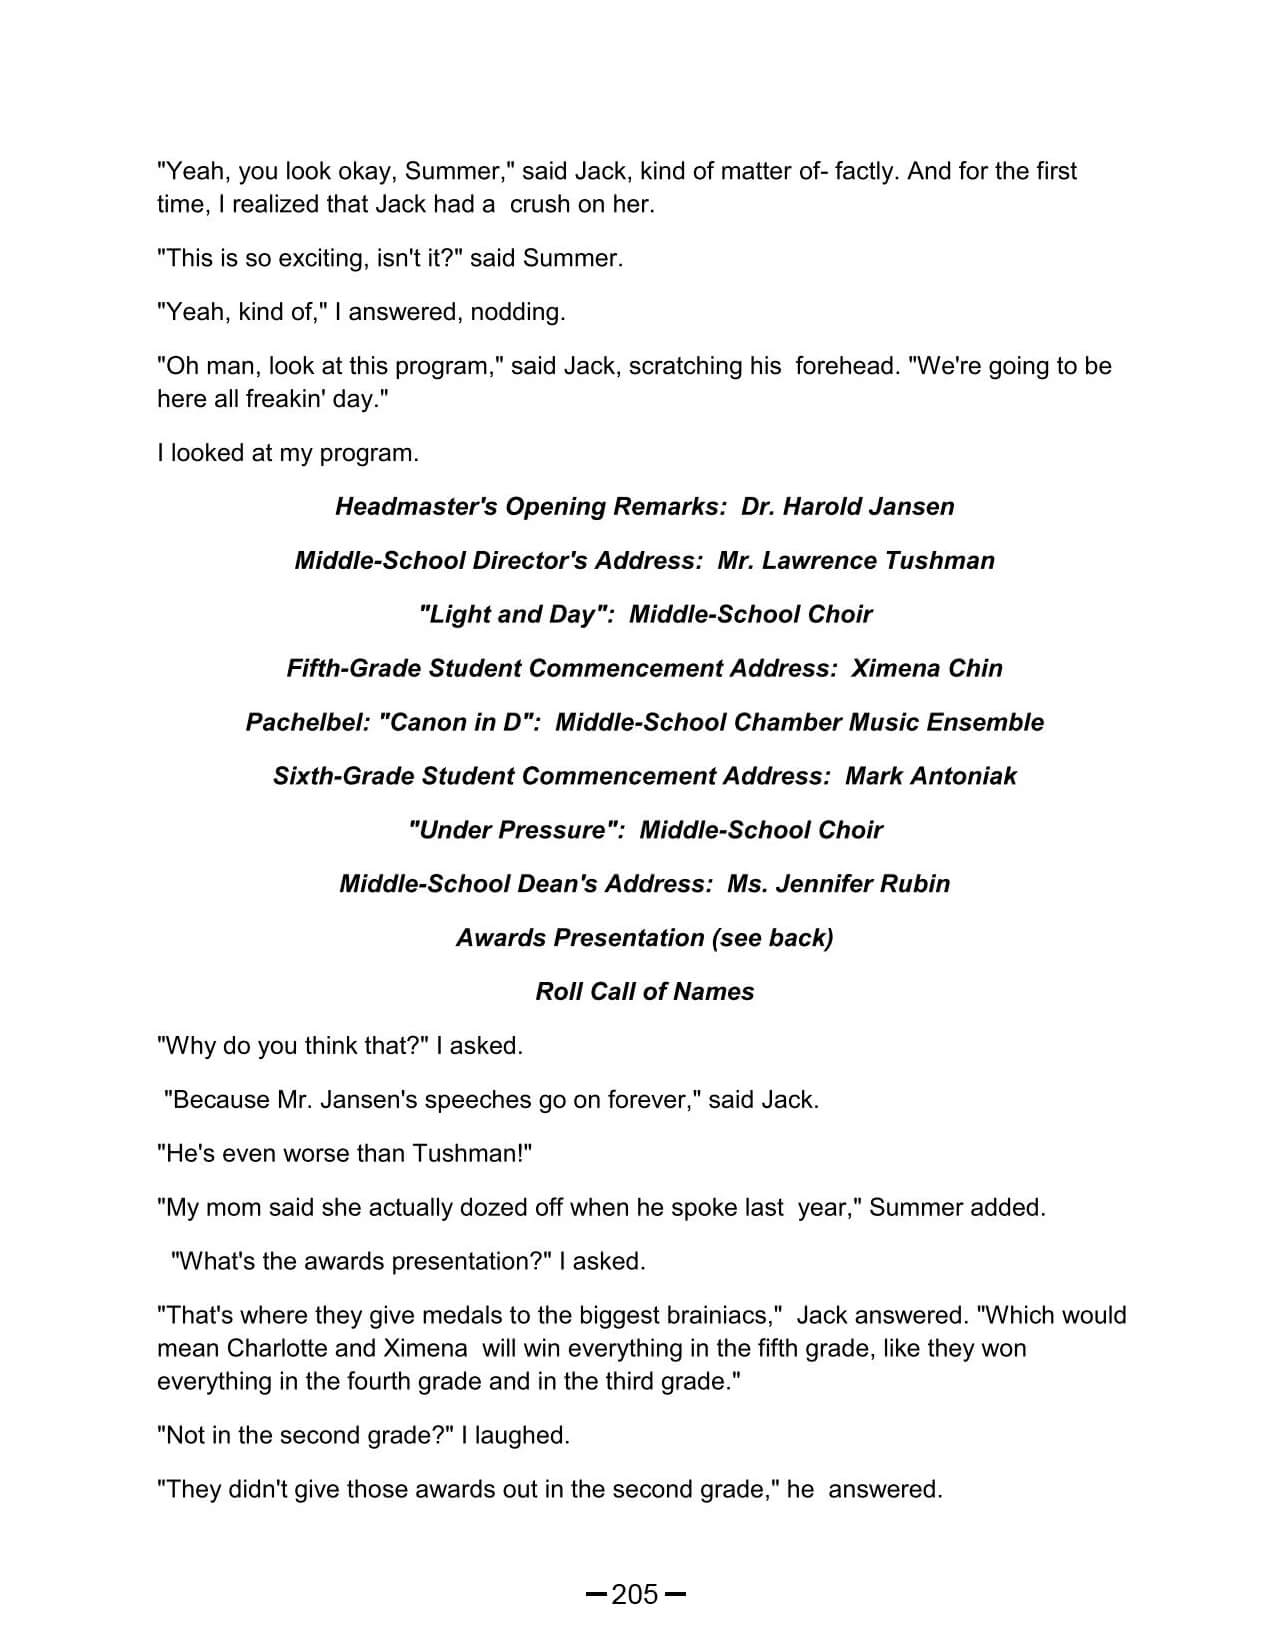 "Yeah, you look okay, Summer," said Jack, kind of matter of- factly. And for the first
time, I realized that Jack had a  crush on her.
"This is so exciting, isn't it?" said Summer.
"Yeah, kind of," I answered, nodding.
"Oh man, look at this program," said Jack, scratching his  forehead. "We're going to be
here all freakin' day."
I looked at my program.
Headmaster's Opening Remarks:  Dr. Harold Jansen
Middle-School Director's Address:  Mr. Lawrence Tushman
"Light and Day":  Middle-School Choir
Fifth-Grade Student Commencement Address:  Ximena Chin
Pachelbel: "Canon in D":  Middle-School Chamber Music Ensemble
Sixth-Grade Student Commencement Address:  Mark Antoniak
"Under Pressure":  Middle-School Choir
Middle-School Dean's Address:  Ms. Jennifer Rubin
Awards Presentation (see back)
Roll Call of Names
"Why do you think that?" I asked.
"Because Mr. Jansen's speeches go on forever," said Jack.
"He's even worse than Tushman!"
"My mom said she actually dozed off when he spoke last  year," Summer added.
"What's the awards presentation?" I asked.
"That's where they give medals to the biggest brainiacs,"  Jack answered. "Which would
mean Charlotte and Ximena  will win everything in the fifth grade, like they won
everything in the fourth grade and in the third grade."
"Not in the second grade?" I laughed.
"They didn't give those awards out in the second grade," he  answered.
— 205 —